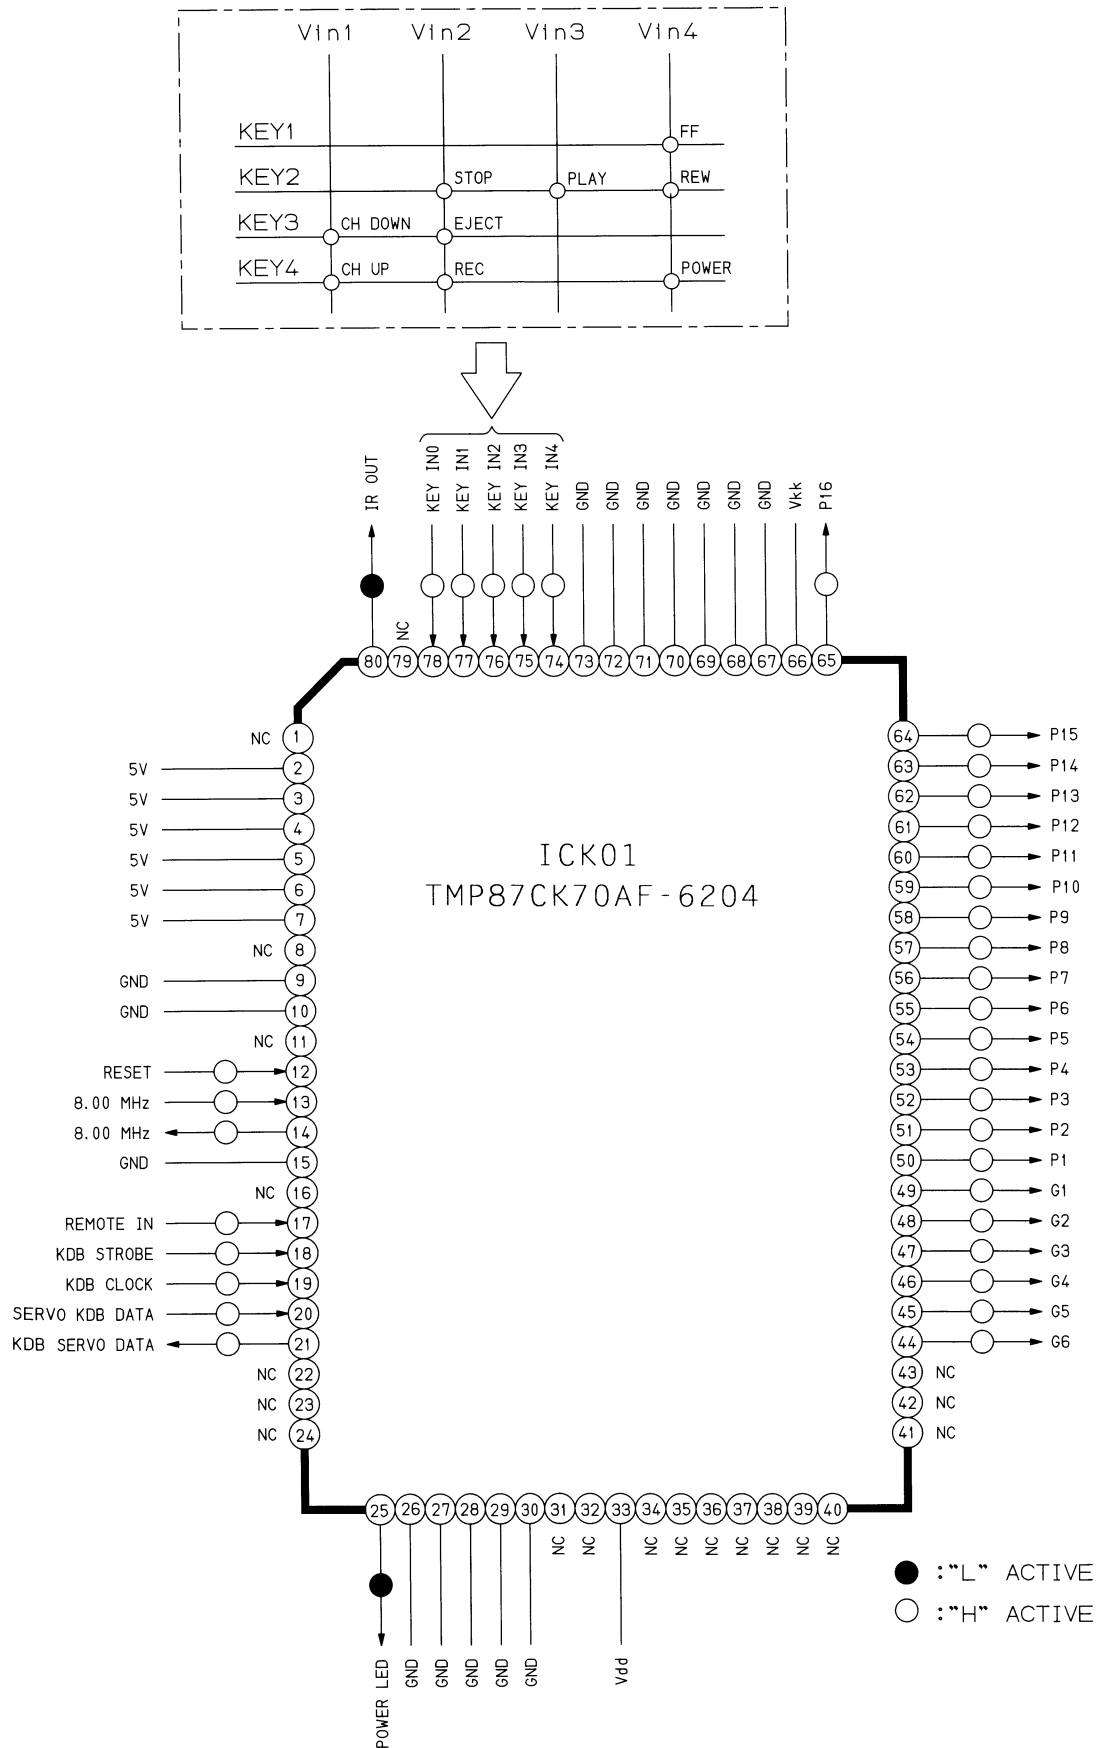 Vin1 Vin2 Vin3 Vin4
KEY1 FF
KEY2 STOP PLAY REW
KEY3 CH DOWN EJECT
KEY4 CH UP REC POWER
IR OUT
KEY IN0
KEY IN1
KEY IN2
KEY IN3
KEY IN4
GND
GND
GND
GND
GND
GND
GND
Vkk
P16
NC
80 79 78 77 76 75 74 73 72 71 70 69 68 67 66 65
NC 1
5V 2
5V 3
5V 4
5V 5
5V 6
5V 7
NC 8
GND 9
GND 10
NC 11
RESET 12
8.00 MHz 13
8.00 MHz 14
GND 15
NC 16
REMOTE IN 17
KDB STROBE 18
KDB CLOCK 19
SERVO KDB DATA 20
KDB SERVO DATA 21
NC 22
NC 23
NC 24
ICK01
TMP87CK70AF-6204
64 P15
63 P14
62 P13
61 P12
60 P11
59 P10
58 P9
57 P8
56 P7
55 P6
54 P5
53 P4
52 P3
51 P2
50 P1
49 G1
48 G2
47 G3
46 G4
45 G5
44 G6
43 NC
42 NC
41 NC
25 26 27 28 29 30 31 32 33 34 35 36 37 38 39 40
NC
NC
NC
NC
NC
NC
NC
NC
NC
POWER LED
GND
GND
GND
GND
GND
Vdd
:"L" ACTIVE
:"H" ACTIVE